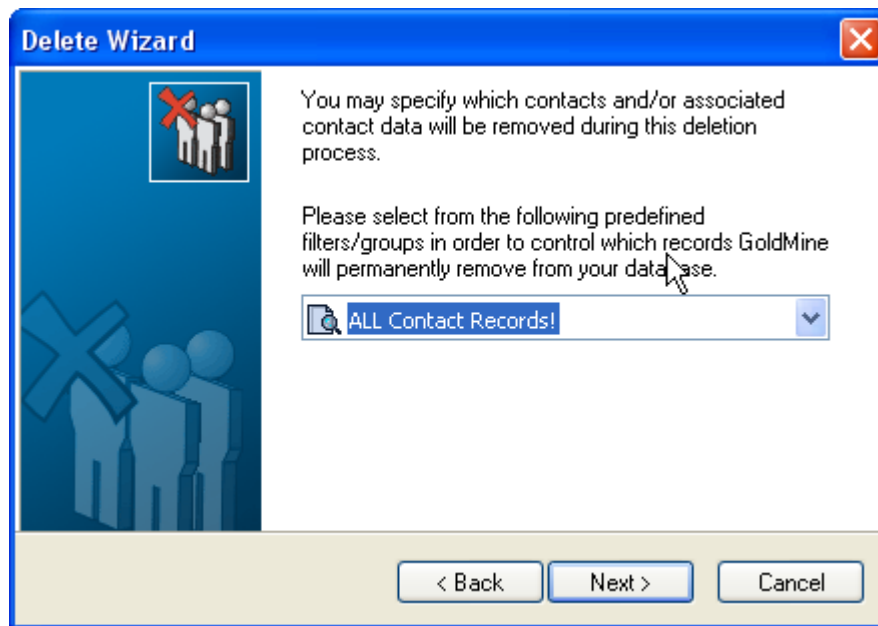 Delete Wizard
You may specify which contacts and/or associated
contact data will be removed during this deletion
process.
Please select from the following predefined
filters/groups in order to control which records GoldMine
will permanently remove from your database.
ALL Contact Records!
< Back
Next >
Cancel